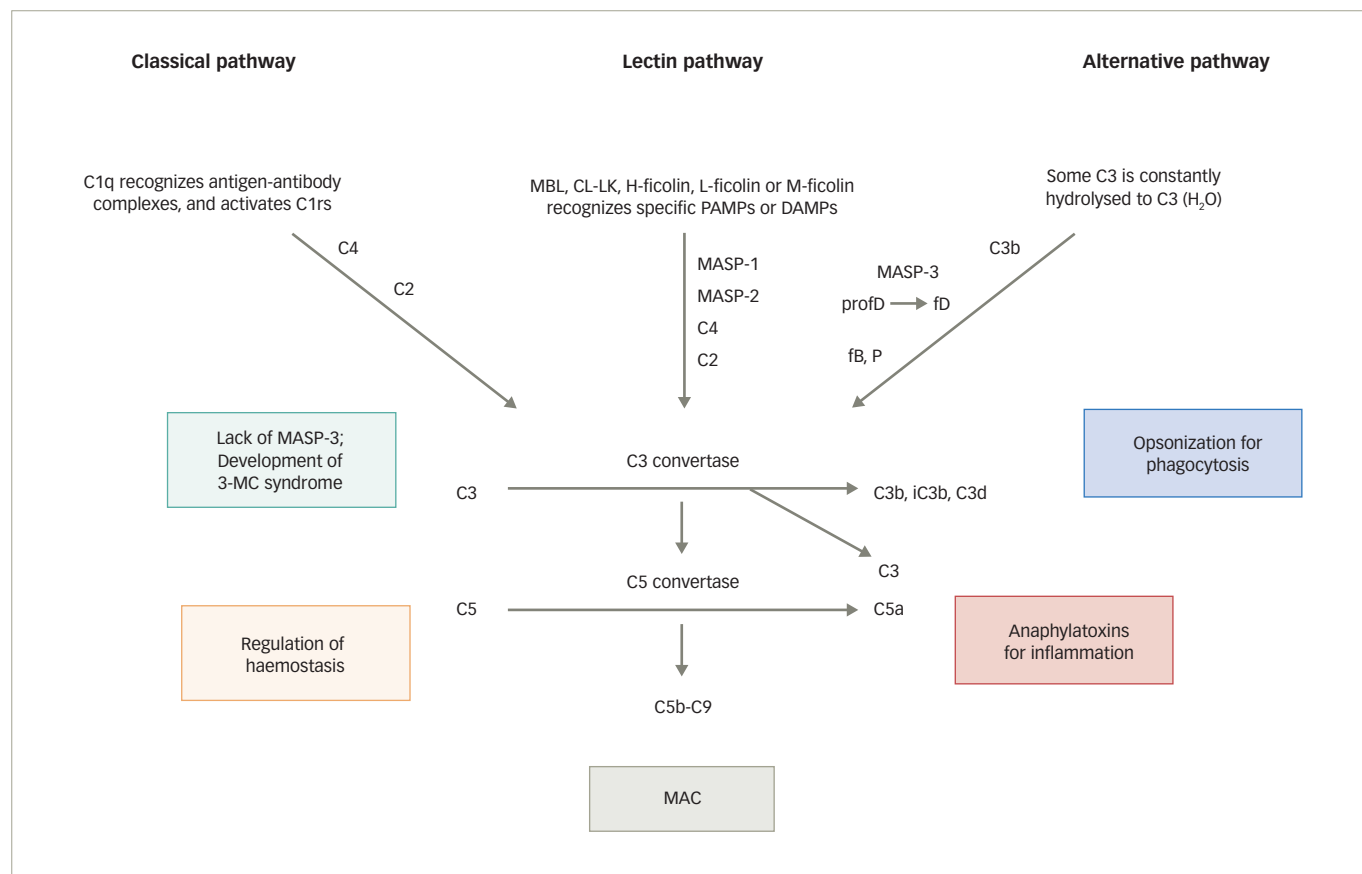 Classical pathway
Lectin pathway
Alternative pathway
C1q recognizes antigen-antibody
complexes, and activates C1rs
MBL, CL-LK, H-ficolin, L-ficolin or M-ficolin
recognizes specific PAMPs or DAMPs
Some C3 is constantly
hydrolysed to C3 (H₂O)
C4
C2
MASP-1
MASP-2
C4
C2
C3b
MASP-3
profD
fD
fB, P
Lack of MASP-3;
Development of
3-MC syndrome
C3 convertase
Opsonization for
phagocytosis
C3
C3b, iC3b, C3d
C3
C5 convertase
C5
C5a
Regulation of
haemostasis
Anaphylatoxins
for inflammation
C5b-C9
MAC